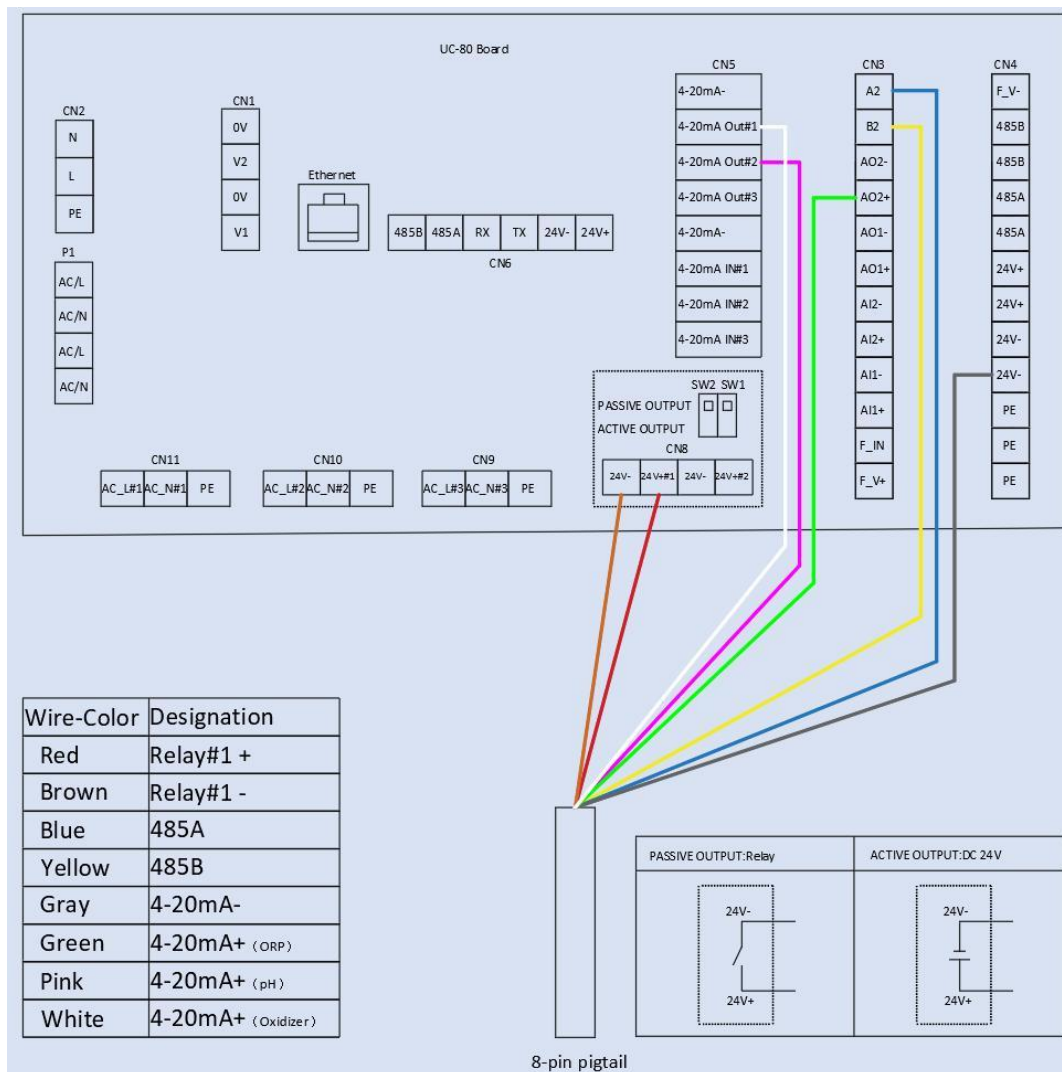 UC-80 Board
CN2
N
L
PE
P1
AC/L
AC/N
AC/L
AC/N
CN1
0V
V2
0V
V1
Ethernet
485B 485A RX TX 24V- 24V+
CN6
CN5
4-20mA-
4-20mA Out#1
4-20mA Out#2
4-20mA Out#3
4-20mA-
4-20mA IN#1
4-20mA IN#2
4-20mA IN#3
CN3
A2
B2
AO2-
AO2+
AO1-
AO1+
AI2-
AI2+
AI1-
AI1+
F_IN
F_V+
CN4
F_V-
485B
485B
485A
485A
24V+
24V+
24V-
24V-
PE
PE
PE
SW2 SW1
PASSIVE OUTPUT
ACTIVE OUTPUT
CN8
24V- 24V+#1 24V- 24V+#2
CN11
AC_L#1 AC_N#1 PE
CN10
AC_L#2 AC_N#2 PE
CN9
AC_L#3 AC_N#3 PE
Wire-Color Designation
Red Relay#1 +
Brown Relay#1 -
Blue 485A
Yellow 485B
Gray 4-20mA-
Green 4-20mA+ (ORP)
Pink 4-20mA+ (pH)
White 4-20mA+ (Oxidizer)
8-pin pigtail
PASSIVE OUTPUT:Relay
24V-
24V+
ACTIVE OUTPUT:DC 24V
24V-
24V+